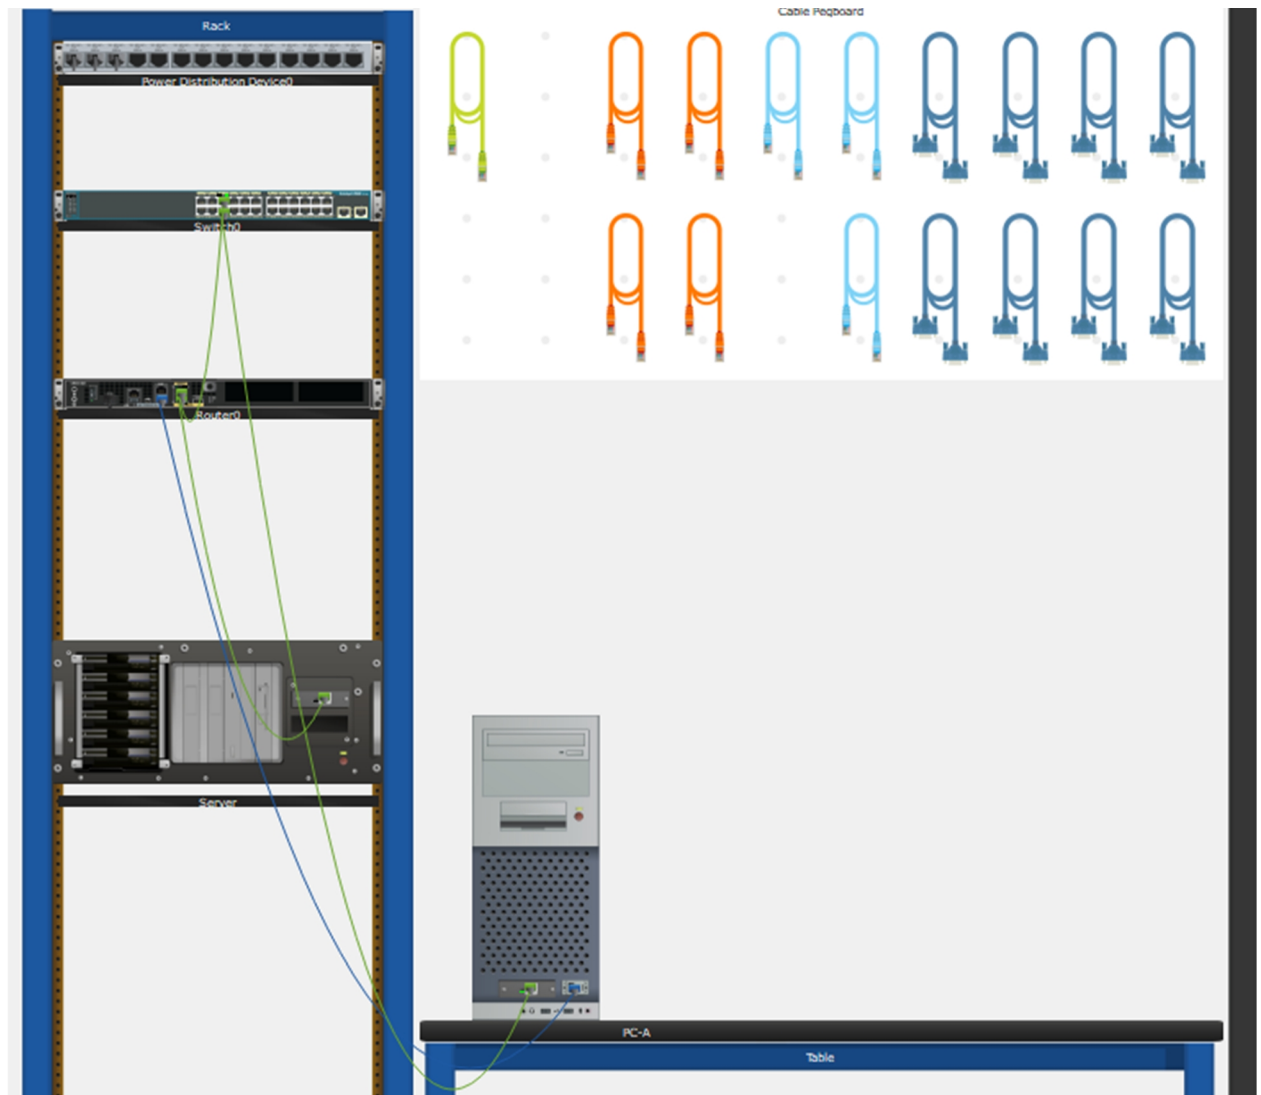 Cable Pegboard
Rack
Power Distribution Device0
Switch0
Router0
Server
PC-A
Table